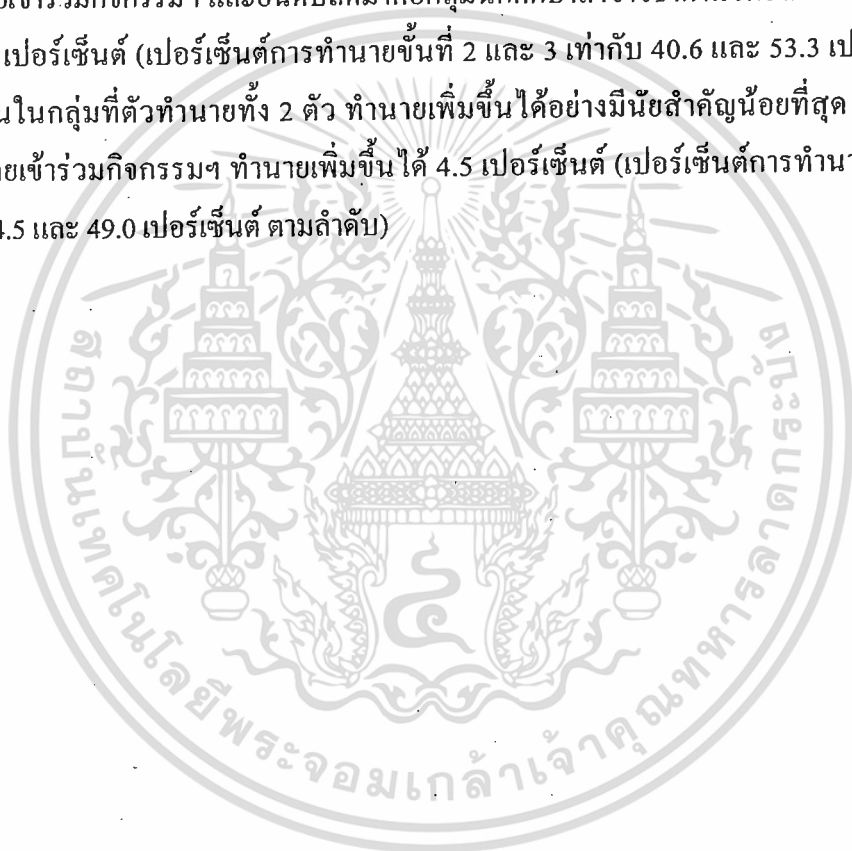 เปอร์เซ็นต์ (เปอร์เซ็นต์การทำนายขั้นที่ 2 และ 3 เท่ากับ 40.6 และ 53.3
นในกลุ่มที่ตัวทำนายทั้ง 2 ตัว ทำนายเพิ่มขึ้นได้อย่างมีนัยสำคัญน้อยที่สุด
ยเข้าร่วมกิจกรรมฯ ทำนายเพิ่มขึ้นได้ 4.5 เปอร์เซ็นต์ (เปอร์เซ็นต์การทำนา
4.5 และ 49.0 เปอร์เซ็นต์ ตามลำดับ)
สถาบันเทคโนโลยีพระจอมเกล้าเจ้าคุณทหารลาดกระบัง